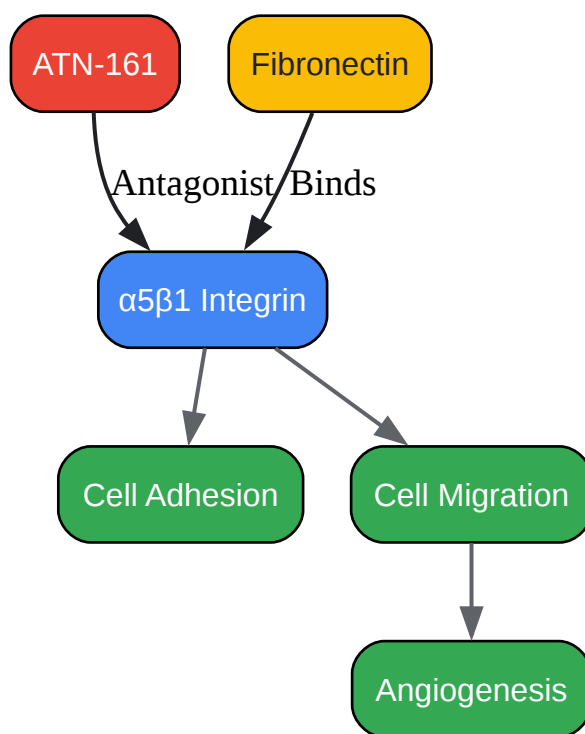 ATN-161
Fibronectin
Antagonist
Binds
α5β1 Integrin
Cell Adhesion
Cell Migration
Angiogenesis